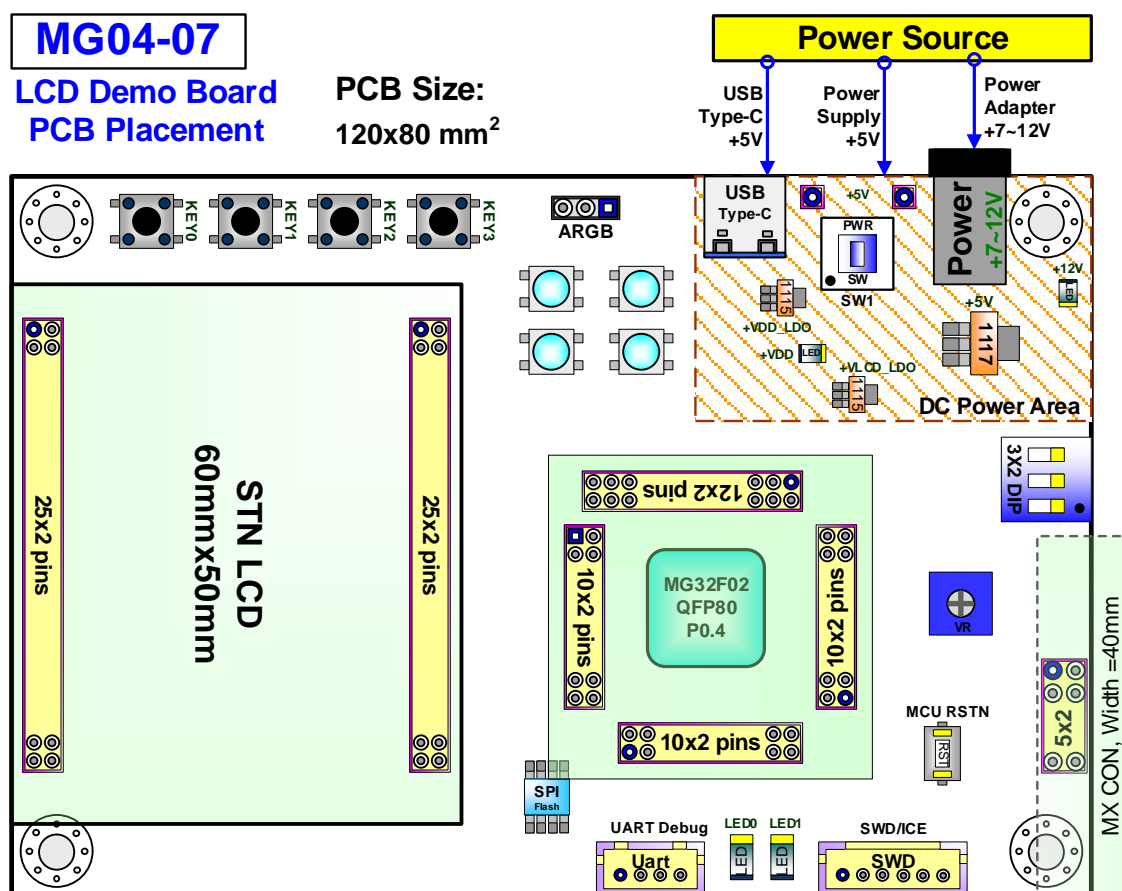 MG04-07
LCD Demo Board
PCB Placement
PCB Size:
120x80 mm²
Power Source
USB
Type-C
+5V
Power
Supply
+5V
Power
Adapter
+7~12V
KEY0
KEY1
KEY2
KEY3
ARGB
USB
Type-C
+5V
PWR
SW
SW1
Power
+7~12V
+12V
LED
1115
+VDD_LDO
+VDD
LED
+VLCD_LDO
1115
+5V
1117
DC Power Area
3X2 DIP
25x2 pins
STN LCD
60mmx50mm
25x2 pins
12x2 pins
10x2 pins
MG32F02
QFP80
P0.4
10x2 pins
10x2 pins
VR
MCU RSTN
RST
5x2
MX CON, Width =40mm
SPI
Flash
UART Debug
Uart
LED0
LED
LED1
LED
SWD/ICE
SWD